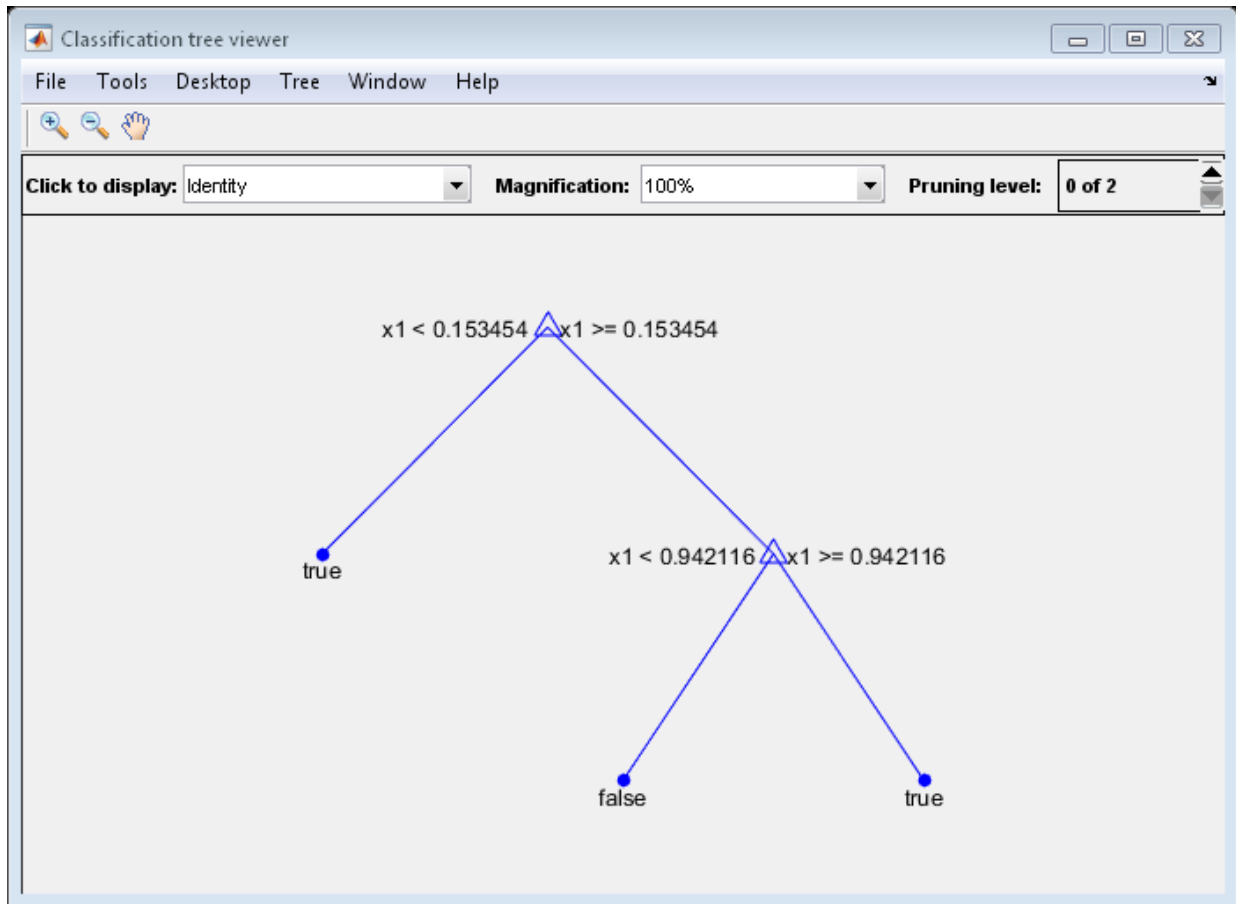 Classification tree viewer
File Tools Desktop Tree Window Help
Click to display: Identity Magnification: 100% Pruning level: 0 of 2
x1 < 0.153454 x1 >= 0.153454
true
x1 < 0.942116 x1 >= 0.942116
false true